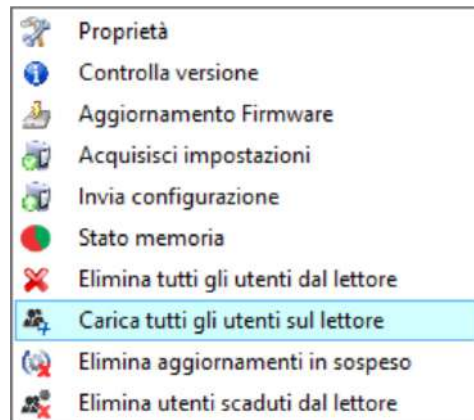 Proprietà
Controlla versione
Aggiornamento Firmware
Acquisisci impostazioni
Invia configurazione
Stato memoria
Elimina tutti gli utenti dal lettore
Carica tutti gli utenti sul lettore
Elimina aggiornamenti in sospeso
Elimina utenti scaduti dal lettore